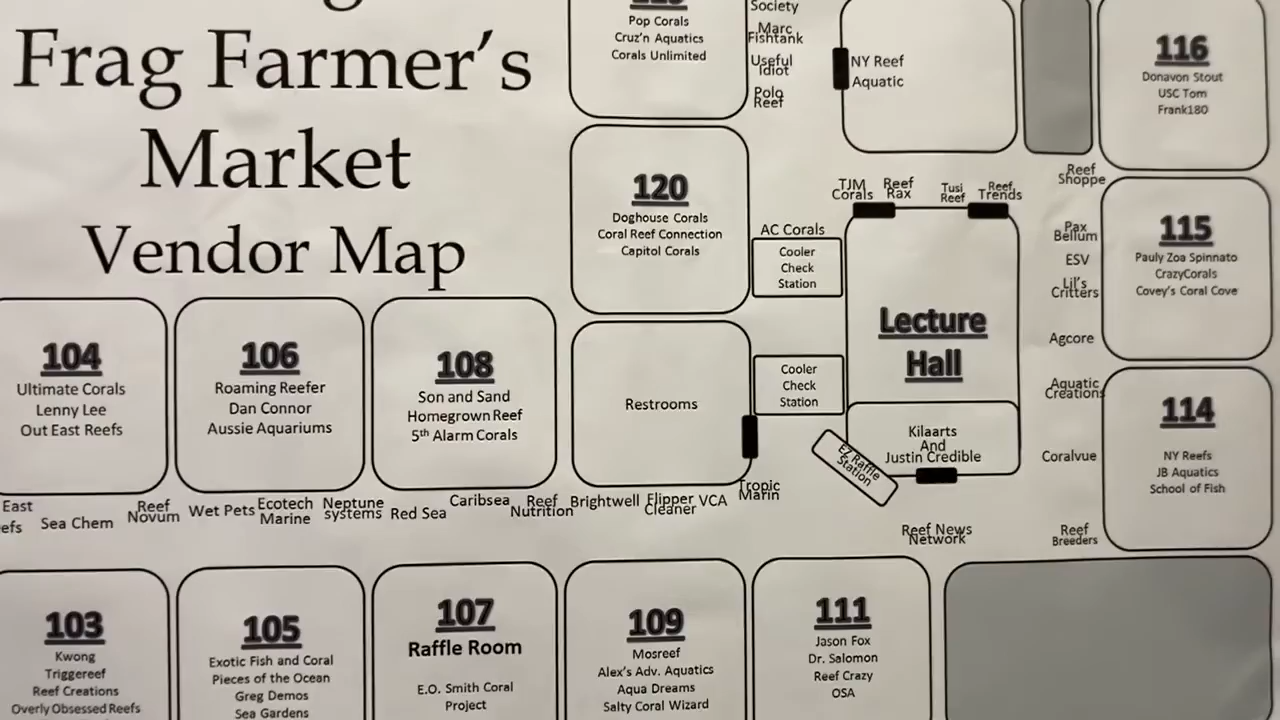 Frag Farmer's
Market
Vendor Map
Pop Corals
Cruz'n Aquatics
Corals Unlimited
Society
Marc
Fishtank
Useful
Idiot
Polo
Reef
NY Reef
Aquatic
116
Donavon Stout
USC Tom
Frank180
120
Doghouse Corals
Coral Reef Connection
Capitol Corals
AC Corals
Cooler
Check
Station
TJM
Corals
Reef
Rax
Tusi
Reef
Reef
Trends
Reef
Shoppe
Pax
Bellum
ESV
Lil's
Critters
Agcore
Aquatic
Creations
Coralvue
Reef
Breeders
115
Pauly Zoa Spinnato
CrazyCorals
Covey's Coral Cove
Lecture
Hall
104
Ultimate Corals
Lenny Lee
Out East Reefs
106
Roaming Reefer
Dan Connor
Aussie Aquariums
108
Son and Sand
Homegrown Reef
5th Alarm Corals
Restrooms
Cooler
Check
Station
Kilaarts
And
Justin Credible
EZ Raffle
Station
114
NY Reefs
JB Aquatics
School of Fish
East
efs
Sea Chem
Reef
Novum
Wet Pets
Ecotech
Marine
Neptune
systems
Red Sea
Caribsea
Reef
Nutrition
Brightwell
Flipper
Cleaner
VCA
Tropic
Marin
Reef News
Network
103
Kwong
Triggereef
Reef Creations
Overly Obsessed Reefs
105
Exotic Fish and Coral
Pieces of the Ocean
Greg Demos
Sea Gardens
107
Raffle Room
E.O. Smith Coral
Project
109
Mosreef
Alex's Adv. Aquatics
Aqua Dreams
Salty Coral Wizard
111
Jason Fox
Dr. Salomon
Reef Crazy
OSA